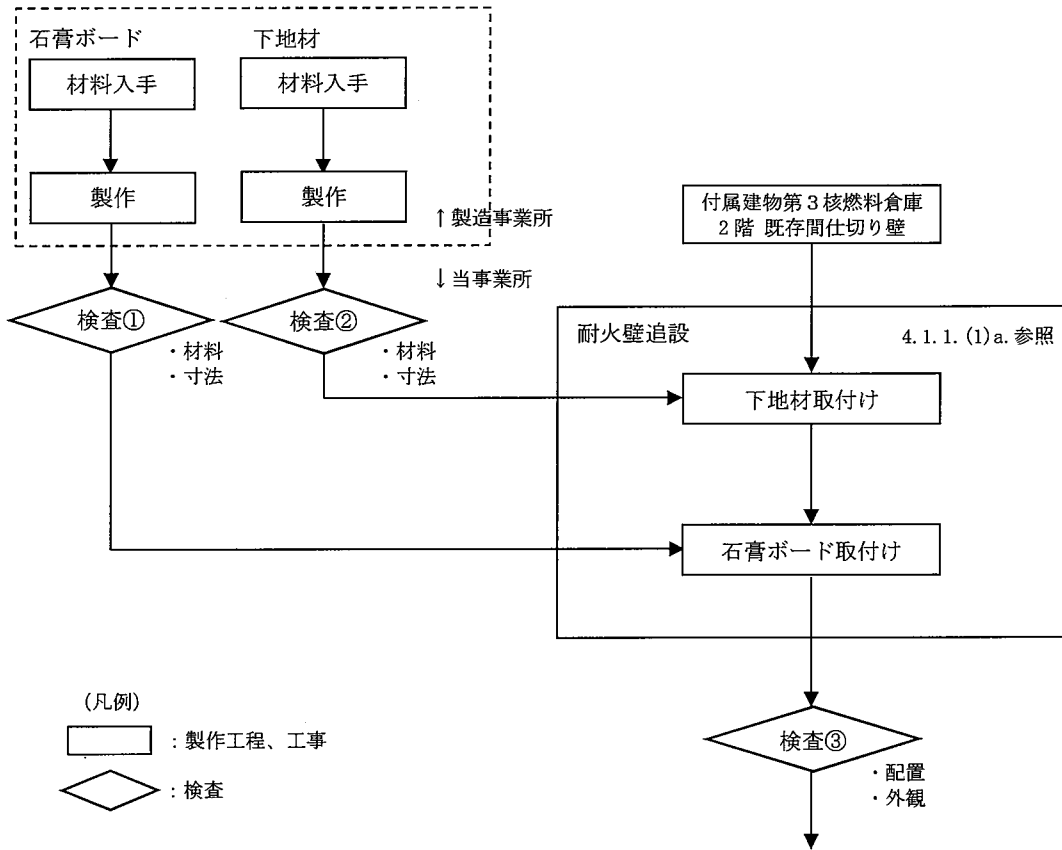 石膏ボード
下地材
材料入手
材料入手
製作
製作
↑製造事業所
↓当事業所
付属建物第3核燃料倉庫
2階 既存間仕切り壁
検査①
・材料
・寸法
検査②
・材料
・寸法
耐火壁追設
4.1.1.(1)a.参照
下地材取付け
石膏ボード取付け
検査③
・配置
・外観
(凡例)
：製作工程、工事
：検査